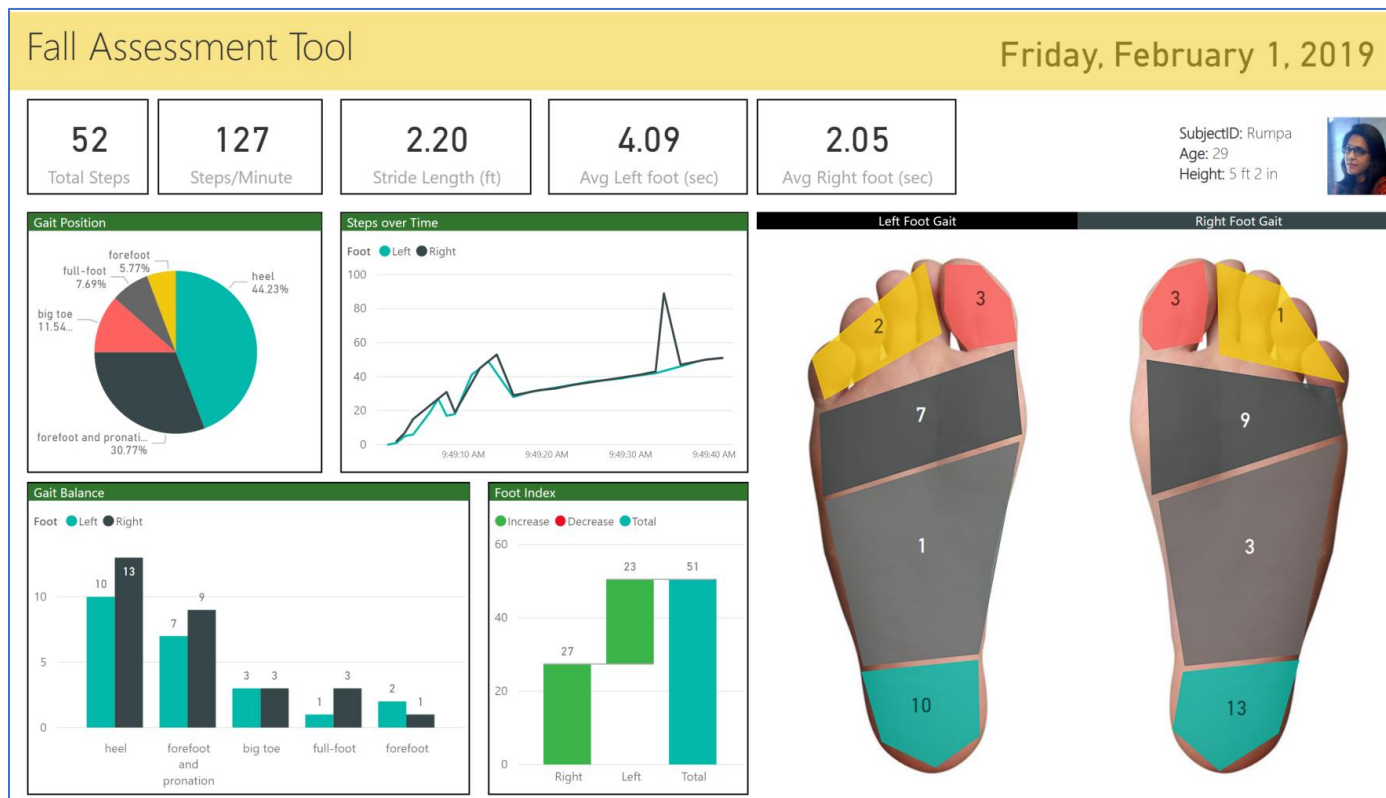 Fall Assessment Tool
Friday, February 1, 2019
52
Total Steps
127
Steps/Minute
2.20
Stride Length (ft)
4.09
Avg Left foot (sec)
2.05
Avg Right foot (sec)
SubjectID: Rumpa
Age: 29
Height: 5 ft 2 in
Gait Position
forefoot
5.77%
full-foot
7.69%
heel
44.23%
big toe
11.54...
forefoot and pronati...
30.77%
Steps over Time
Foot Left Right
100
80
60
40
20
0
9:49:10 AM 9:49:20 AM 9:49:30 AM 9:49:40 AM
Left Foot Gait
Right Foot Gait
2
3
7
1
10
3
1
9
3
13
Gait Balance
Foot Left Right
10
5
0
10
13
7
9
3
3
1
3
2
1
heel
forefoot
and
pronation
big toe
full-foot
forefoot
Foot Index
Increase Decrease Total
60
40
20
0
27
23
51
Right Left Total